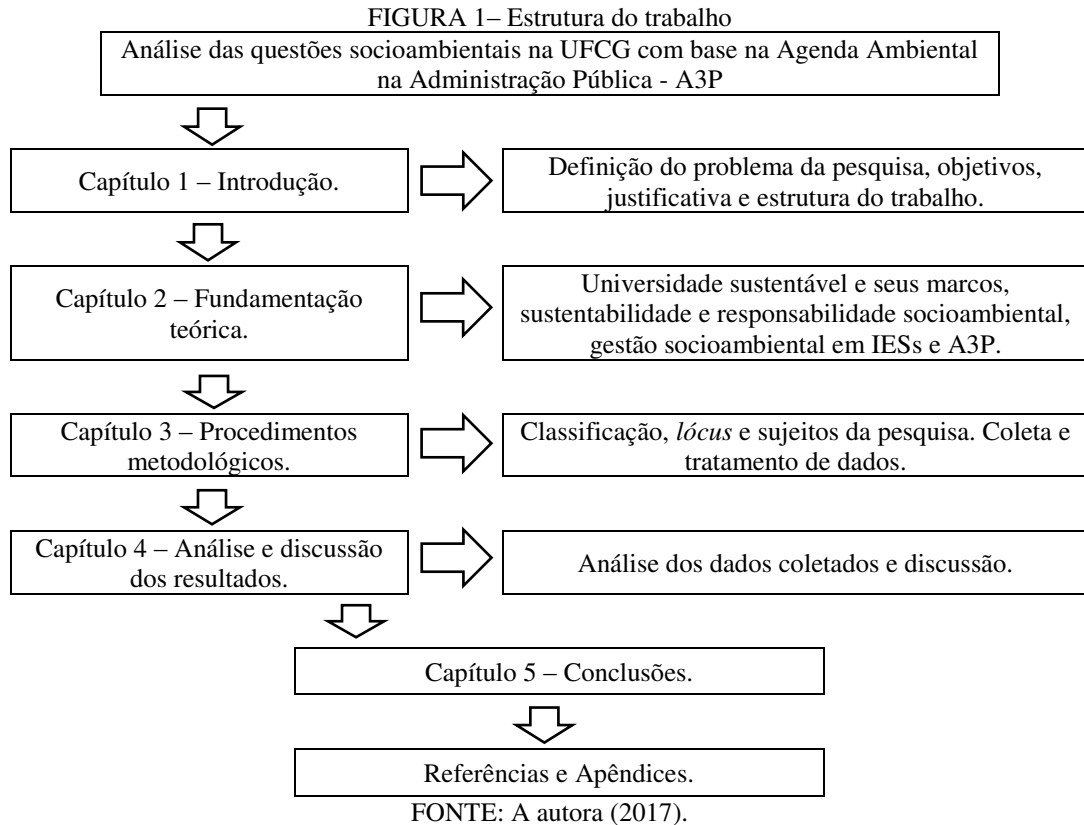 FIGURA 1– Estrutura do trabalho
Análise das questões socioambientais na UFCG com base na Agenda Ambiental
na Administração Pública - A3P
Capítulo 1 – Introdução.
Definição do problema da pesquisa, objetivos,
justificativa e estrutura do trabalho.
Capítulo 2 – Fundamentação
teórica.
Universidade sustentável e seus marcos,
sustentabilidade e responsabilidade socioambiental,
gestão socioambiental em IESs e A3P.
Capítulo 3 – Procedimentos
metodológicos.
Classificação, lócus e sujeitos da pesquisa. Coleta e
tratamento de dados.
Capítulo 4 – Análise e discussão
dos resultados.
Análise dos dados coletados e discussão.
Capítulo 5 – Conclusões.
Referências e Apêndices.
FONTE: A autora (2017).